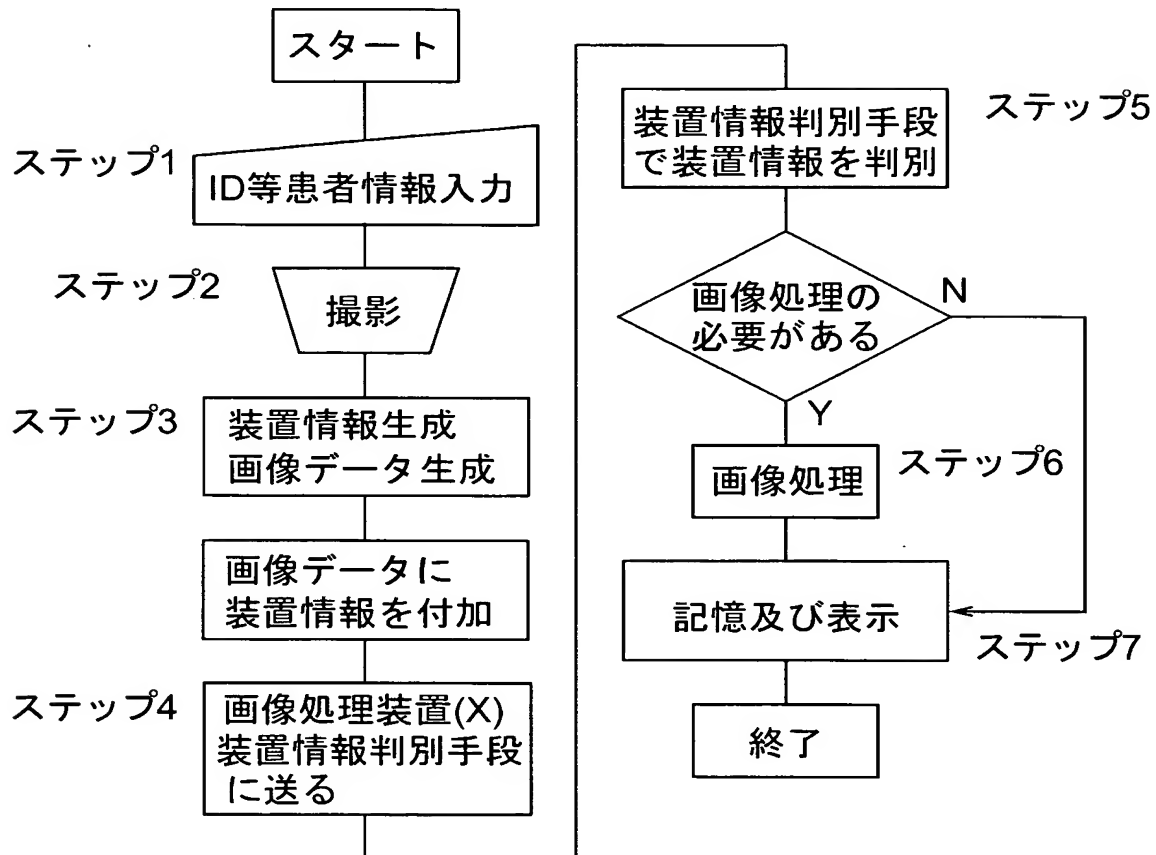 スタート
ステップ1
ID等患者情報入力
ステップ2
撮影
ステップ3
装置情報生成
画像データ生成
画像データに
装置情報を付加
ステップ4
画像処理装置(X)
装置情報判別手段
に送る
ステップ5
装置情報判別手段
で装置情報を判別
画像処理の
必要がある
N
Y
ステップ6
画像処理
記憶及び表示
ステップ7
終了